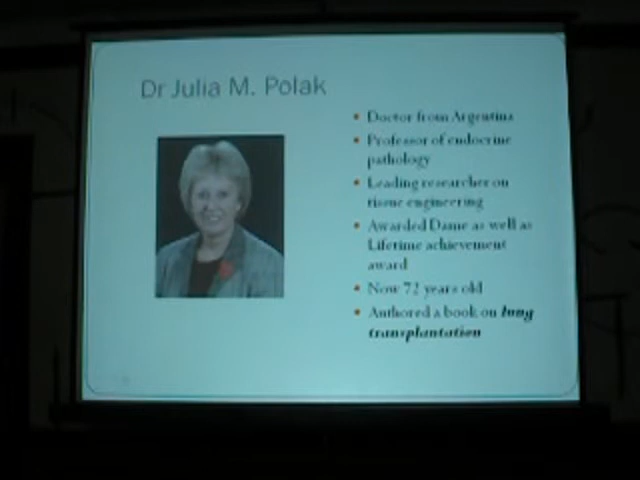 Dr Julia M. Polak
Doctor from Argentina
Professor of endocrine
pathology
Leading researcher on
tissue engineering
Awarded Dame as well as
Lifetime achievement
award
Now 72 years old
Authored a book on lung
transplantation